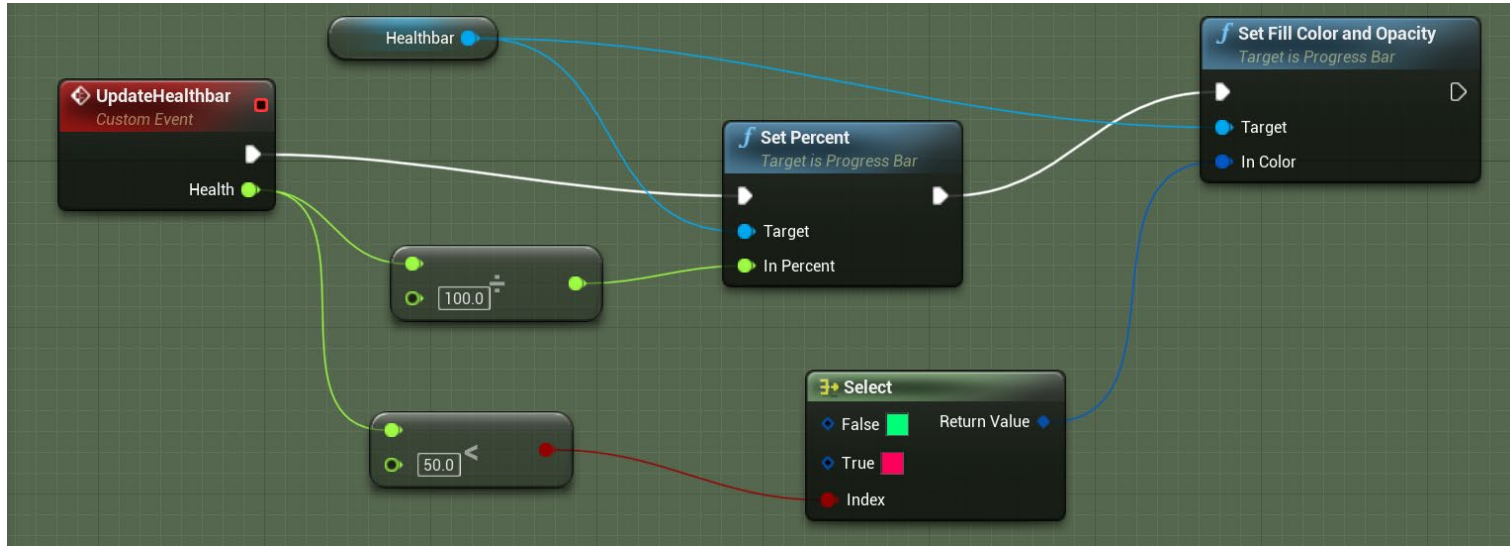 Healthbar
UpdateHealthbar
Custom Event
Health
÷
100.0
<
50.0
f Set Percent
Target is Progress Bar
Target
In Percent
Select
False
Return Value
True
Index
f Set Fill Color and Opacity
Target is Progress Bar
Target
In Color